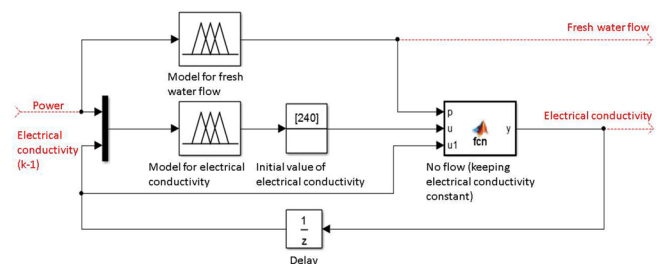 Fresh water flow
Model for fresh
water flow
Power
Electrical
conductivity
(k-1)
Model for electrical
conductivity
[240]
Initial value of
electrical conductivity
p
u
u1
fcn
y
No flow (keeping
electrical conductivity
constant)
Electrical conductivity
1
z
Delay